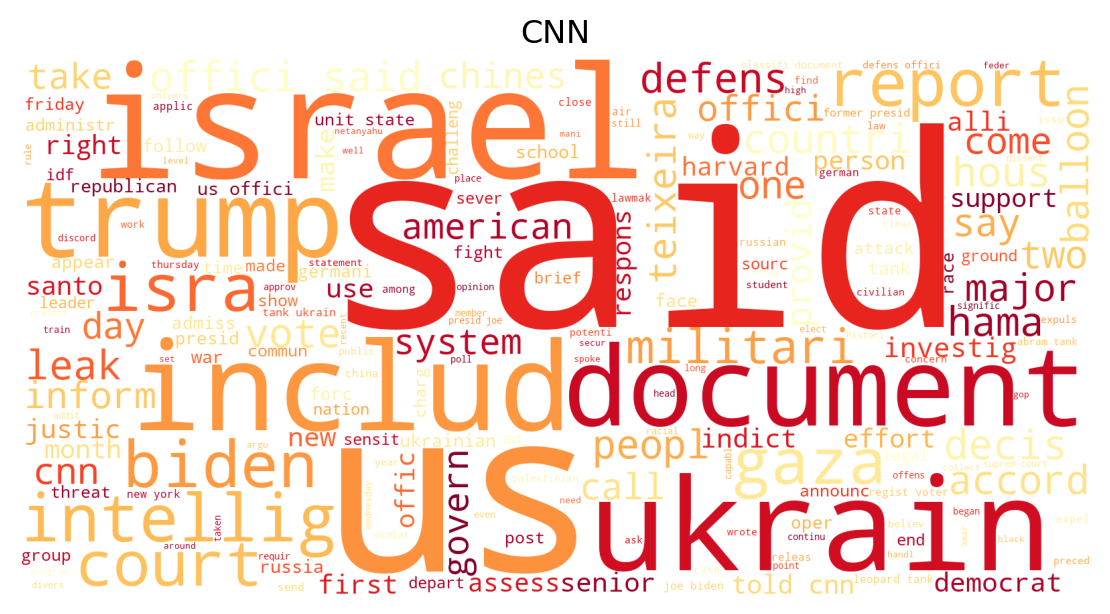 CNN
take
israel
offici said
chines
defens
report
classifi document
defens offici
feder
find
high
univers
applic
friday
administr
unit state
netanyahu
close
air
still
mani
well
challeng
offici
former presid
law
issu
balloon
alli
come
countri
rule
right
follow
level
make
school
teixeira
harvard
person
way
dissent
hous
idf
republican
us offici
place
sever
lawmak
one
german
support
trump
said
american
fight
respons
provid
state
clear
say
two
discord
work
russian
attack
appear
thursday
time
made
germani
statement
among
opinion
brief
sourc
tank
race
ground
santo
isra
approv
use
student
civilian
signific
major
leader
show
tank ukrain
recent
member
presid joe
face
histori
hama
expuls
train
day
admiss
presid
vote
system
potenti
secur
militari
elect
investig
abram tank
leak
set
war
commun
public
poll
spoke
long
concern
includ
china
charg
document
head
gop
inform
forc
nation
addit
justic
month
argu
new
sensit
ukrainian
peopl
racial
indict
legal
effort
decis
cnn
biden
us
year
palestinian
govern
gaza
capabl
offens
collect
suprem court
accord
threat
new york
offic
wednesday
even
need
call
announc
regist voter
expel
intellig
taken
violat
post
ukrain
wrote
oper
believ
began
black
group
court
around
requir
russia
ask
continu
end
releas
point
handl
preced
divers
send
first
depart
assess
senior
joe biden
told cnn
leopard tank
democrat